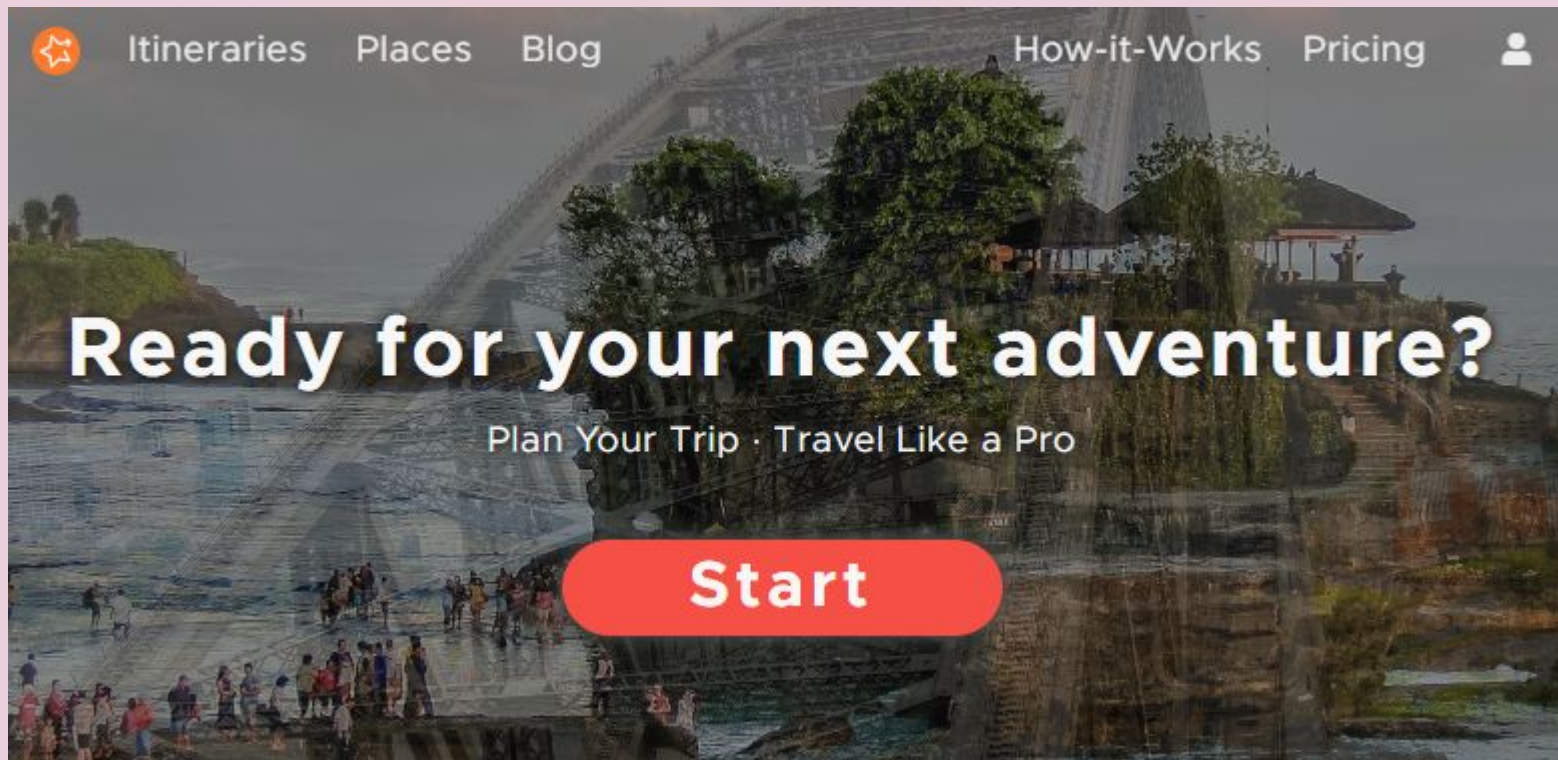 Itineraries Places Blog How-it-Works Pricing
Ready for your next adventure?
Plan Your Trip · Travel Like a Pro
Start